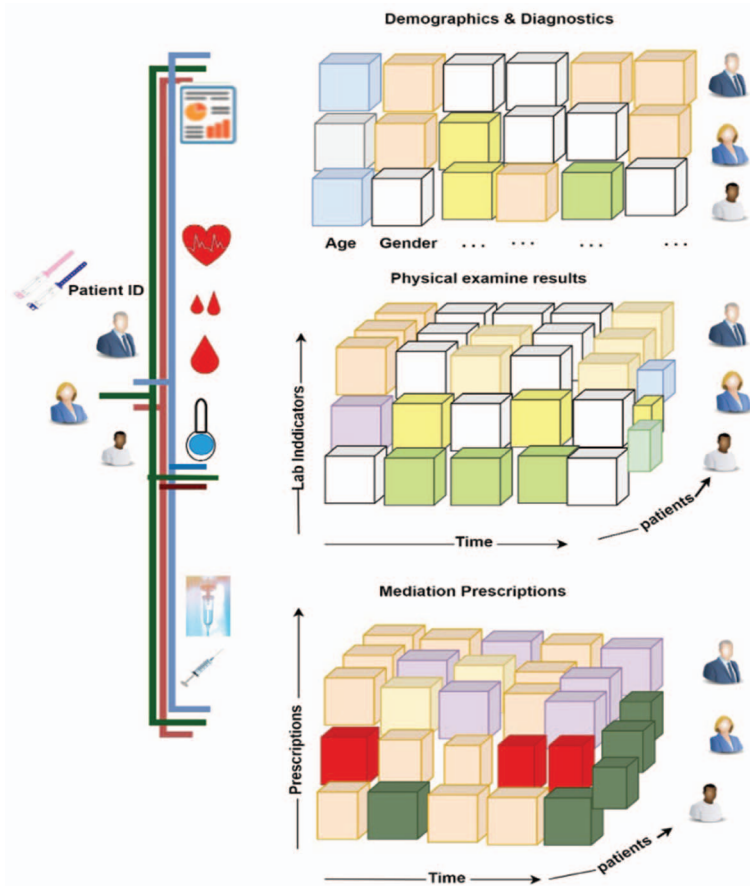 Demographics & Diagnostics
Age Gender ... ... ... ...
Patient ID
Physical examine results
Lab Inddicators
Time
patients
Mediation Prescriptions
Prescriptions
Time
patients